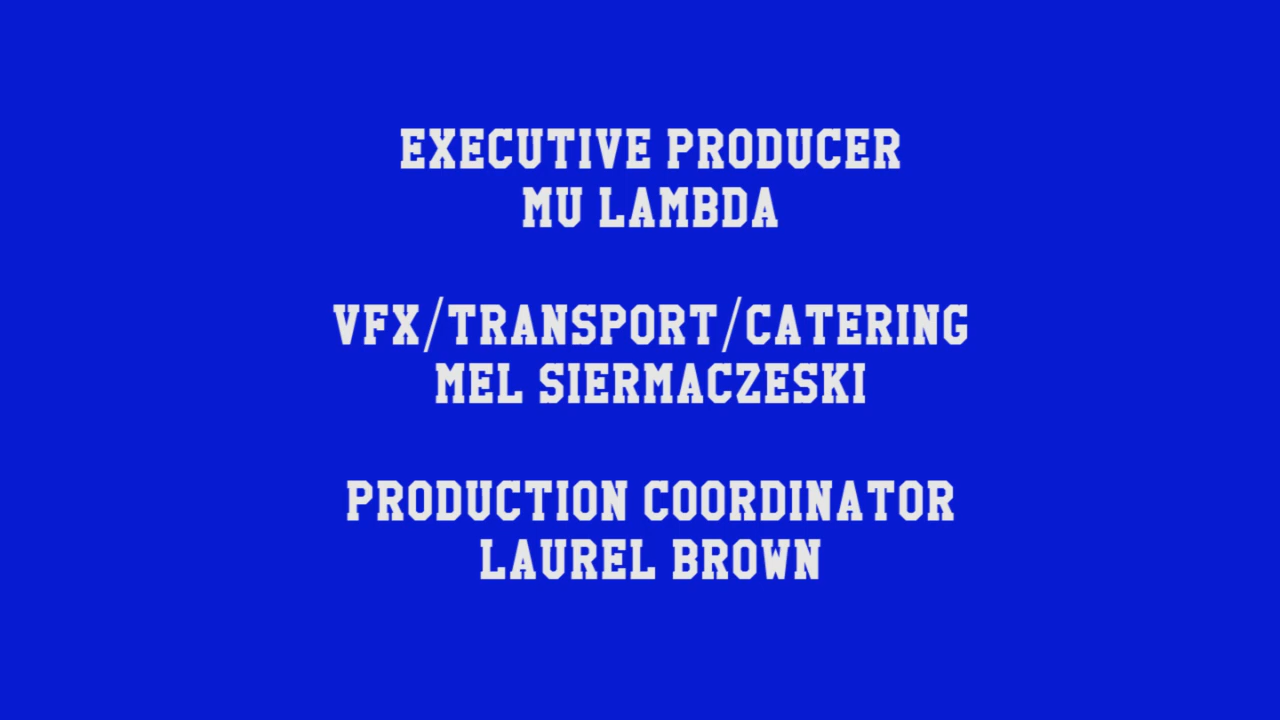 EXECUTIVE PRODUCER
MU LAMBDA
VFX/TRANSPORT/CATERING
MEL SIERMACZESKI
PRODUCTION COORDINATOR
LAUREL BROWN